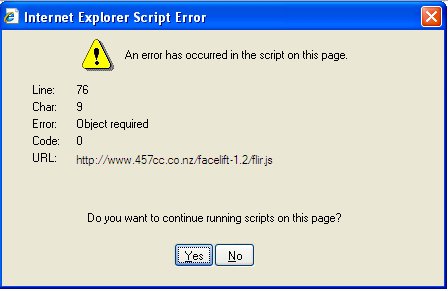 Internet Explorer Script Error
An error has occurred in the script on this page.
Line: 76
Char: 9
Error: Object required
Code: 0
URL: http://www.457cc.co.nz/facelift-1.2/flir.js
Do you want to continue running scripts on this page?
Yes No